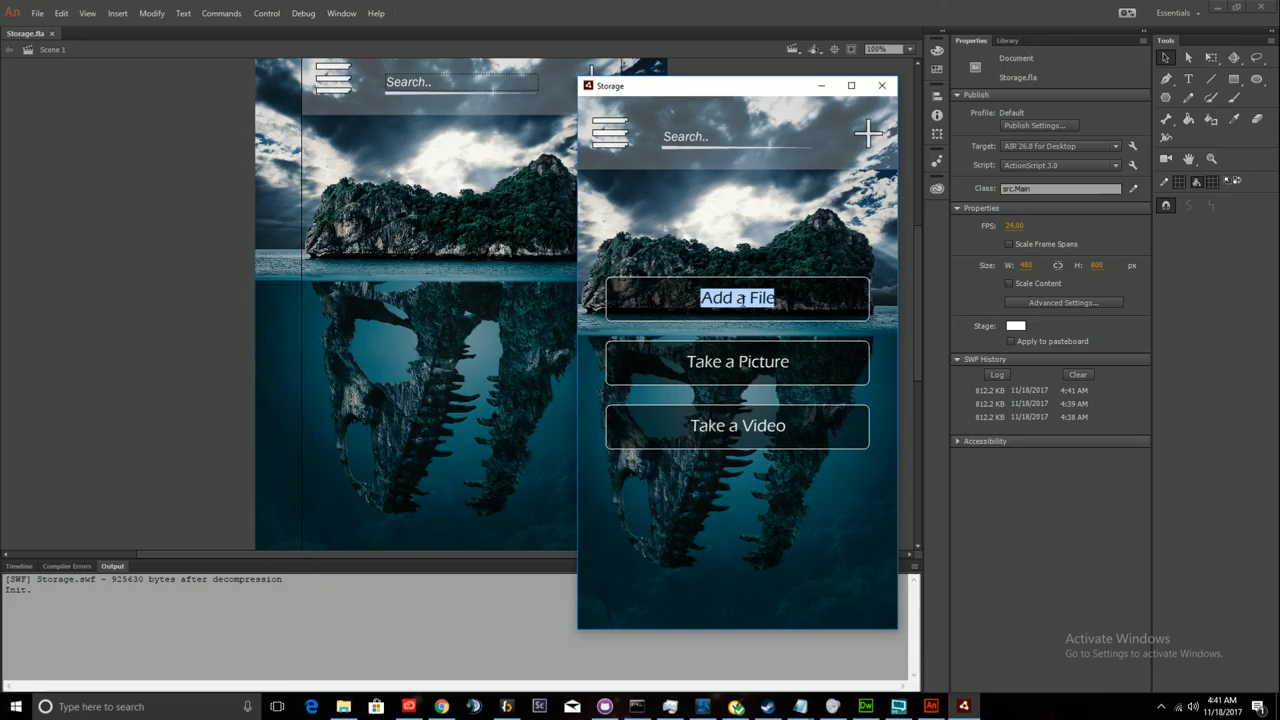 An File Edit View Insert Modify Text Commands Control Debug Window Help Essentials
Storage.fla ×
Scene 1 100%
Search..
Storage
Search..
Add a File
Take a Picture
Take a Video
Properties Library
Document
Storage.fla
Publish
Profile: Default
Publish Settings...
Target: AIR 26.0 for Desktop
Script: ActionScript 3.0
Class: src.Main
Properties
FPS: 24.00
Scale Frame Spans
Size: W: 480 H: 800 px
Scale Content
Advanced Settings...
Stage:
Apply to pasteboard
SWF History
Log Clear
812.2 KB 11/18/2017 4:41 AM
812.2 KB 11/18/2017 4:39 AM
812.2 KB 11/18/2017 4:38 AM
Accessibility
Tools
Timeline Compiler Errors Output
[SWF] Storage.swf - 925630 bytes after decompression
Init.
Activate Windows
Go to Settings to activate Windows.
Type here to search
Sc
Dw
An
4:41 AM
11/18/2017